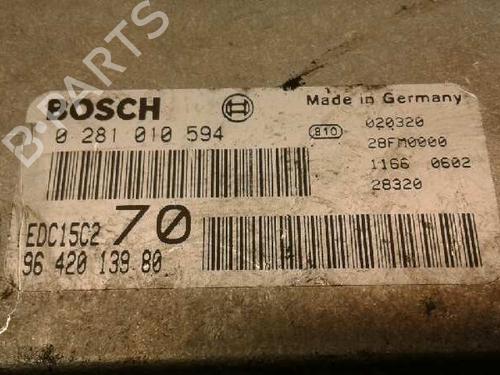 B-PARTS
BOSCH
Made in Germany
0 281 010 594
810
020320
28FM0000
1166 0602
28320
EDC15C2
70
96 420 139 80